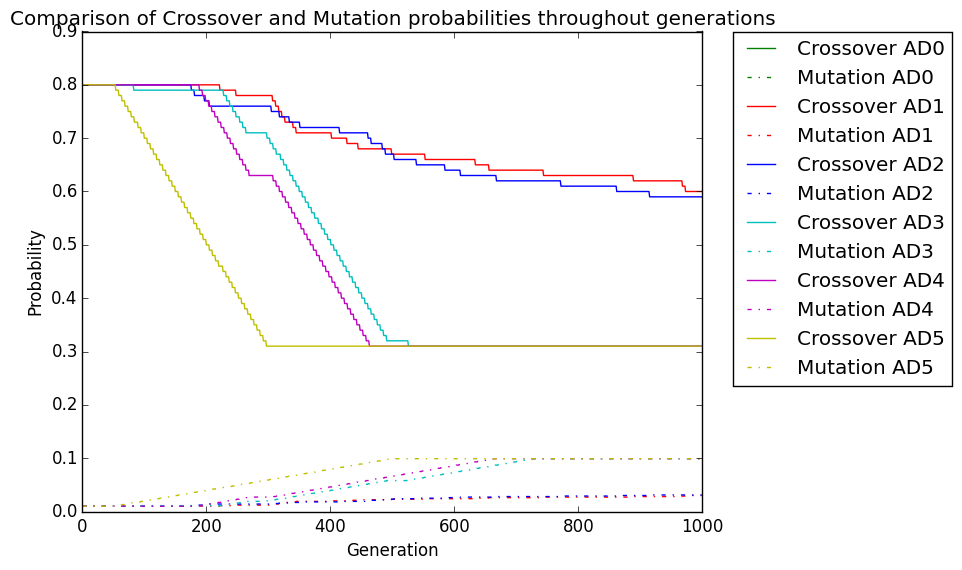 Comparison of Crossover and Mutation probabilities throughout generations
0.9
0.8
0.7
0.6
0.5
0.4
0.3
0.2
0.1
0.0
Probability
0 200 400 600 800 1000
Generation
Crossover AD0
Mutation AD0
Crossover AD1
Mutation AD1
Crossover AD2
Mutation AD2
Crossover AD3
Mutation AD3
Crossover AD4
Mutation AD4
Crossover AD5
Mutation AD5